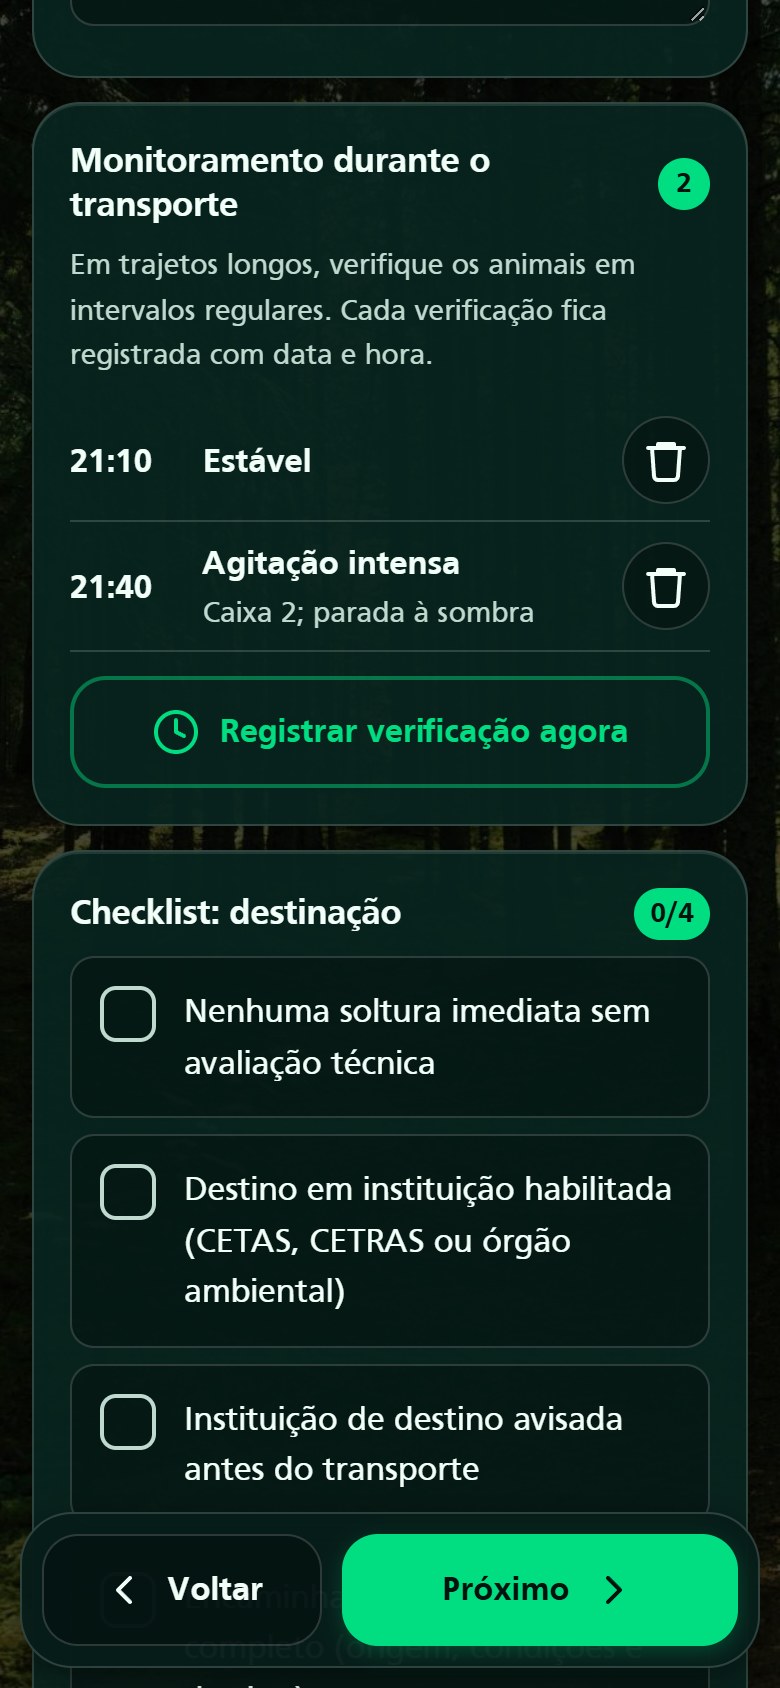 Monitoramento durante o
transporte
2
Em trajetos longos, verifique os animais em
intervalos regulares. Cada verificação fica
registrada com data e hora.
21:10 Estável
21:40 Agitação intensa
Caixa 2; parada à sombra
Registrar verificação agora
Checklist: destinação 0/4
Nenhuma soltura imediata sem
avaliação técnica
Destino em instituição habilitada
(CETAS, CETRAS ou órgão
ambiental)
Instituição de destino avisada
antes do transporte
Voltar Próximo
completo (origem, condições e